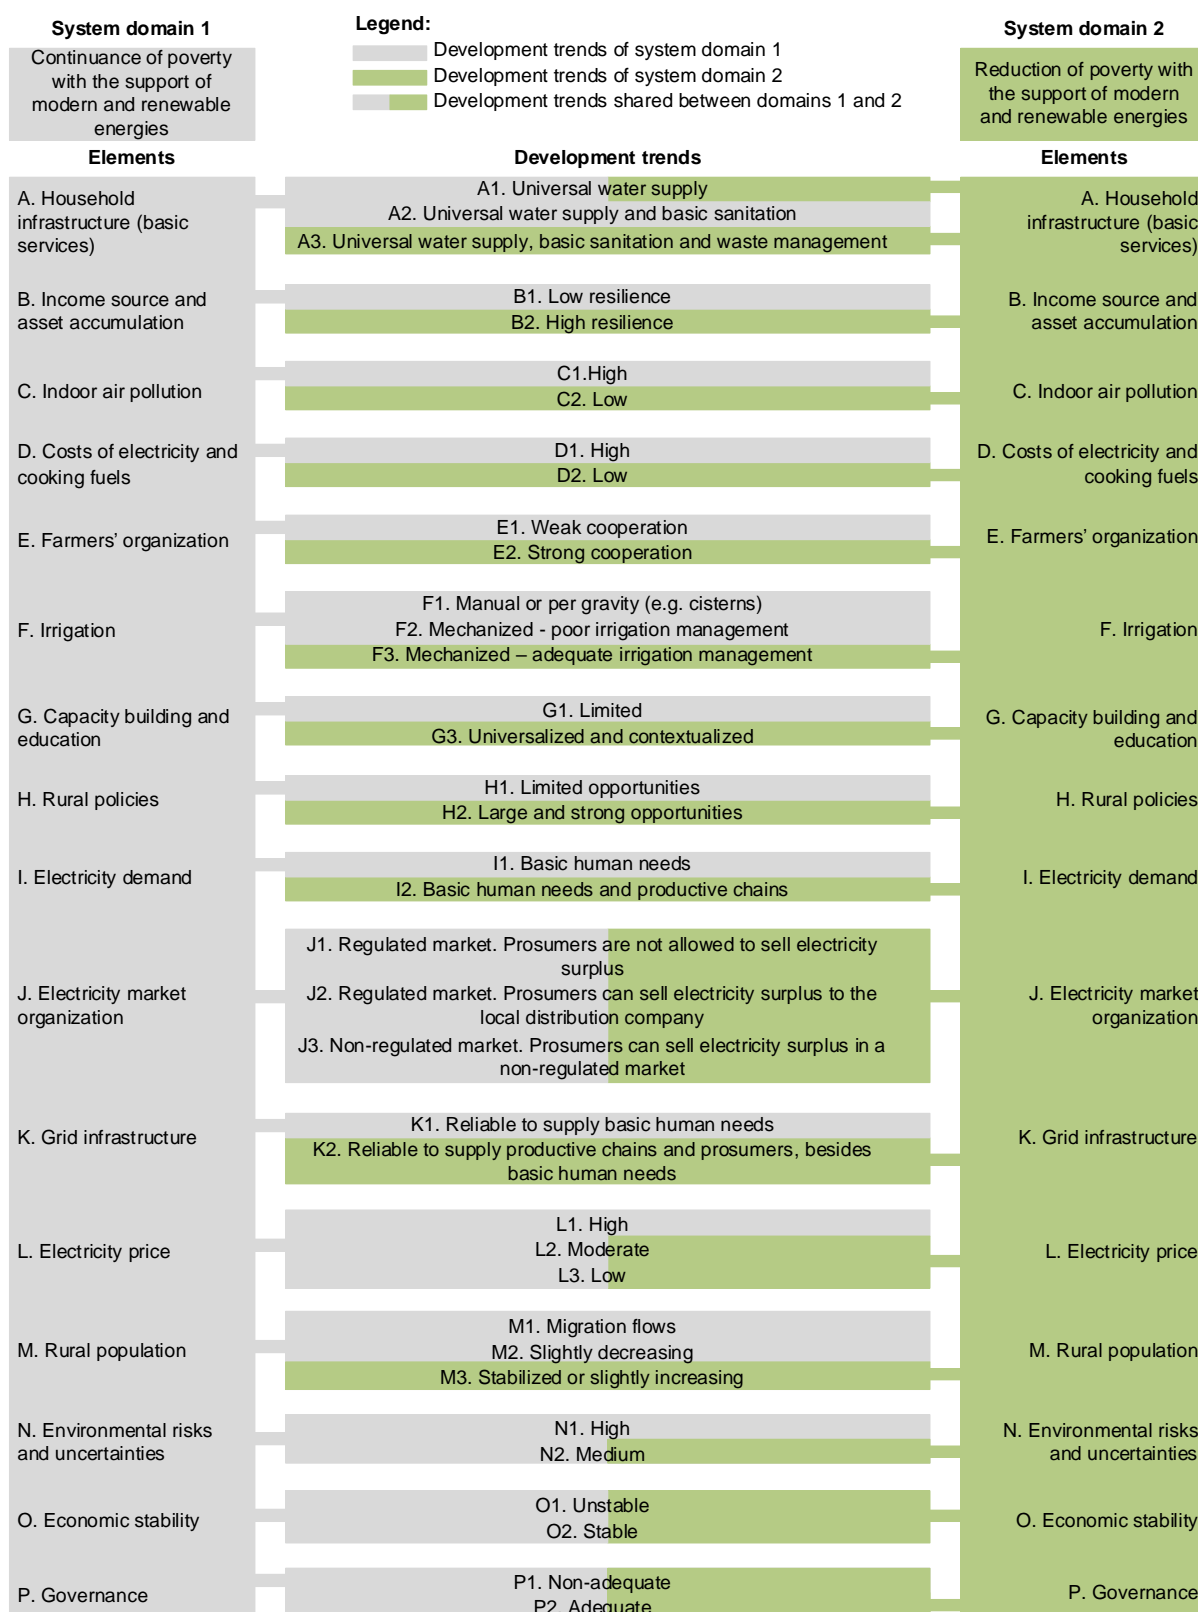 System domain 1
Continuance of poverty
with the support of
modern and renewable
energies
Legend:
Development trends of system domain 1
Development trends of system domain 2
Development trends shared between domains 1 and 2
System domain 2
Reduction of poverty with
the support of modern
and renewable energies
Elements
Development trends
Elements
A. Household
infrastructure (basic
services)
A1. Universal water supply
A2. Universal water supply and basic sanitation
A3. Universal water supply, basic sanitation and waste management
A. Household
infrastructure (basic
services)
B. Income source and
asset accumulation
B1. Low resilience
B2. High resilience
B. Income source and
asset accumulation
C. Indoor air pollution
C1.High
C2. Low
C. Indoor air pollution
D. Costs of electricity and
cooking fuels
D1. High
D2. Low
D. Costs of electricity and
cooking fuels
E. Farmers’ organization
E1. Weak cooperation
E2. Strong cooperation
E. Farmers’ organization
F. Irrigation
F1. Manual or per gravity (e.g. cisterns)
F2. Mechanized - poor irrigation management
F3. Mechanized – adequate irrigation management
F. Irrigation
G. Capacity building and
education
G1. Limited
G3. Universalized and contextualized
G. Capacity building and
education
H. Rural policies
H1. Limited opportunities
H2. Large and strong opportunities
H. Rural policies
I. Electricity demand
I1. Basic human needs
I2. Basic human needs and productive chains
I. Electricity demand
J. Electricity market
organization
J1. Regulated market. Prosumers are not allowed to sell electricity
surplus
J2. Regulated market. Prosumers can sell electricity surplus to the
local distribution company
J3. Non-regulated market. Prosumers can sell electricity surplus in a
non-regulated market
J. Electricity market
organization
K. Grid infrastructure
K1. Reliable to supply basic human needs
K2. Reliable to supply productive chains and prosumers, besides
basic human needs
K. Grid infrastructure
L. Electricity price
L1. High
L2. Moderate
L3. Low
L. Electricity price
M. Rural population
M1. Migration flows
M2. Slightly decreasing
M3. Stabilized or slightly increasing
M. Rural population
N. Environmental risks
and uncertainties
N1. High
N2. Medium
N. Environmental risks
and uncertainties
O. Economic stability
O1. Unstable
O2. Stable
O. Economic stability
P. Governance
P1. Non-adequate
P2. Adequate
P. Governance